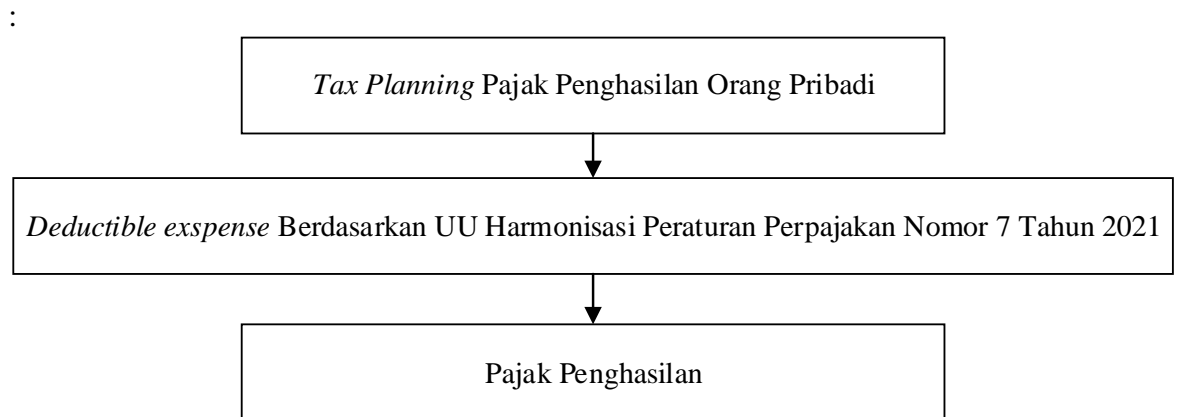 :
Tax Planning Pajak Penghasilan Orang Pribadi
Deductible exspense Berdasarkan UU Harmonisasi Peraturan Perpajakan Nomor 7 Tahun 2021
Pajak Penghasilan